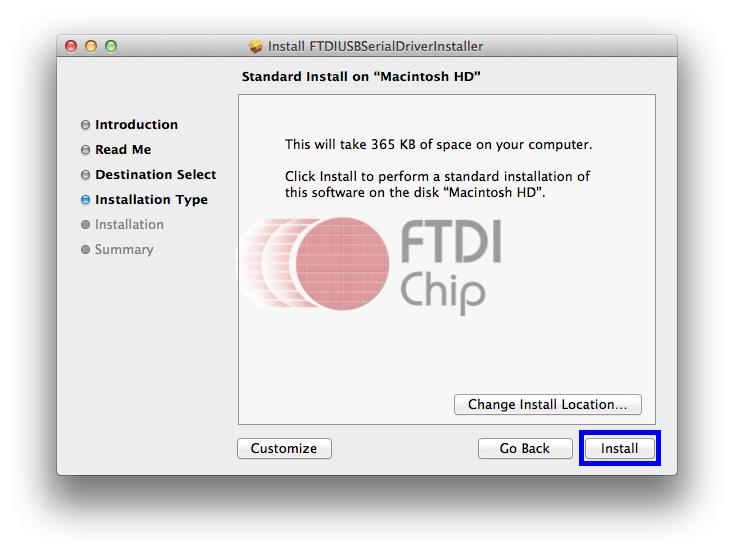 Install FTDIUSBSerialDriverInstaller
Standard Install on “Macintosh HD”
Introduction
Read Me
Destination Select
Installation Type
Installation
Summary
This will take 365 KB of space on your computer.
Click Install to perform a standard installation of
this software on the disk “Macintosh HD”.
FTDI
Chip
Change Install Location...
Customize
Go Back
Install